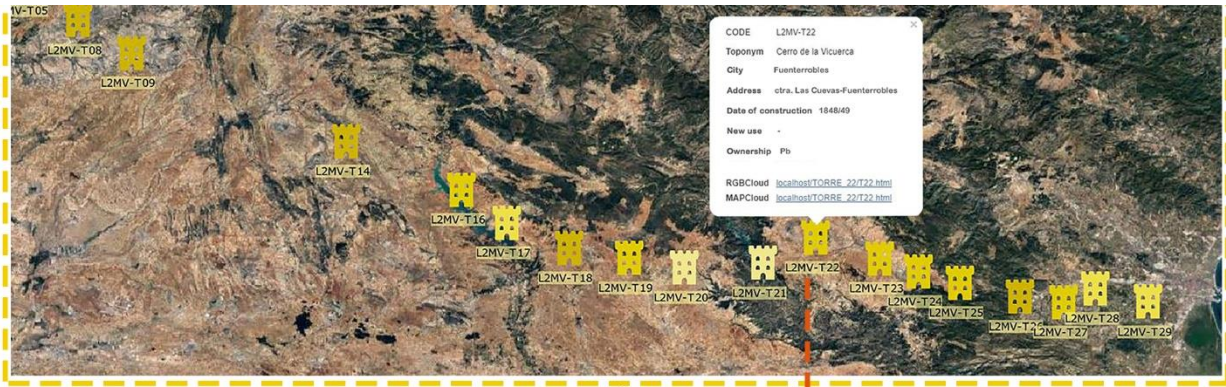 IV-T05
L2MV-T08
L2MV-T09
L2MV-T14
L2MV-T16
L2MV-T17
L2MV-T18
L2MV-T19
L2MV-T20
L2MV-T21
L2MV-T22
L2MV-T23
L2MV-T24
L2MV-T25
L2MV-T26
L2MV-T27
L2MV-T28
L2MV-T29
CODE L2MV-T22
Toponym Cerro de la Vicuerca
City Fuenterrobles
Address ctra. Las Cuevas-Fuenterrobles
Date of construction 1848/49
New use -
Ownership Pb
RGBCloud localhost/TORRE_22/T22.html
MAPCloud localhost/TORRE_22/T22.html